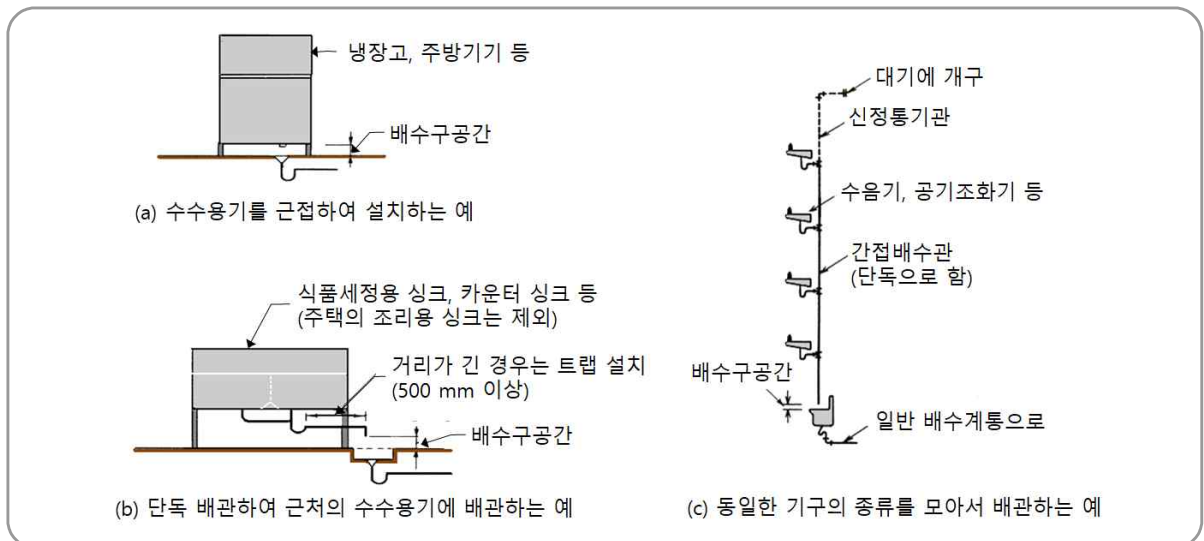 냉장고, 주방기기 등
배수구공간
(a) 수수용기를 근접하여 설치하는 예
식품세정용 싱크, 카운터 싱크 등
(주택의 조리용 싱크는 제외)
거리가 긴 경우는 트랩 설치
(500 mm 이상)
배수구공간
(b) 단독 배관하여 근처의 수수용기에 배관하는 예
대기에 개구
신정통기관
수음기, 공기조화기 등
간접배수관
(단독으로 함)
배수구공간
일반 배수계통으로
(c) 동일한 기구의 종류를 모아서 배관하는 예